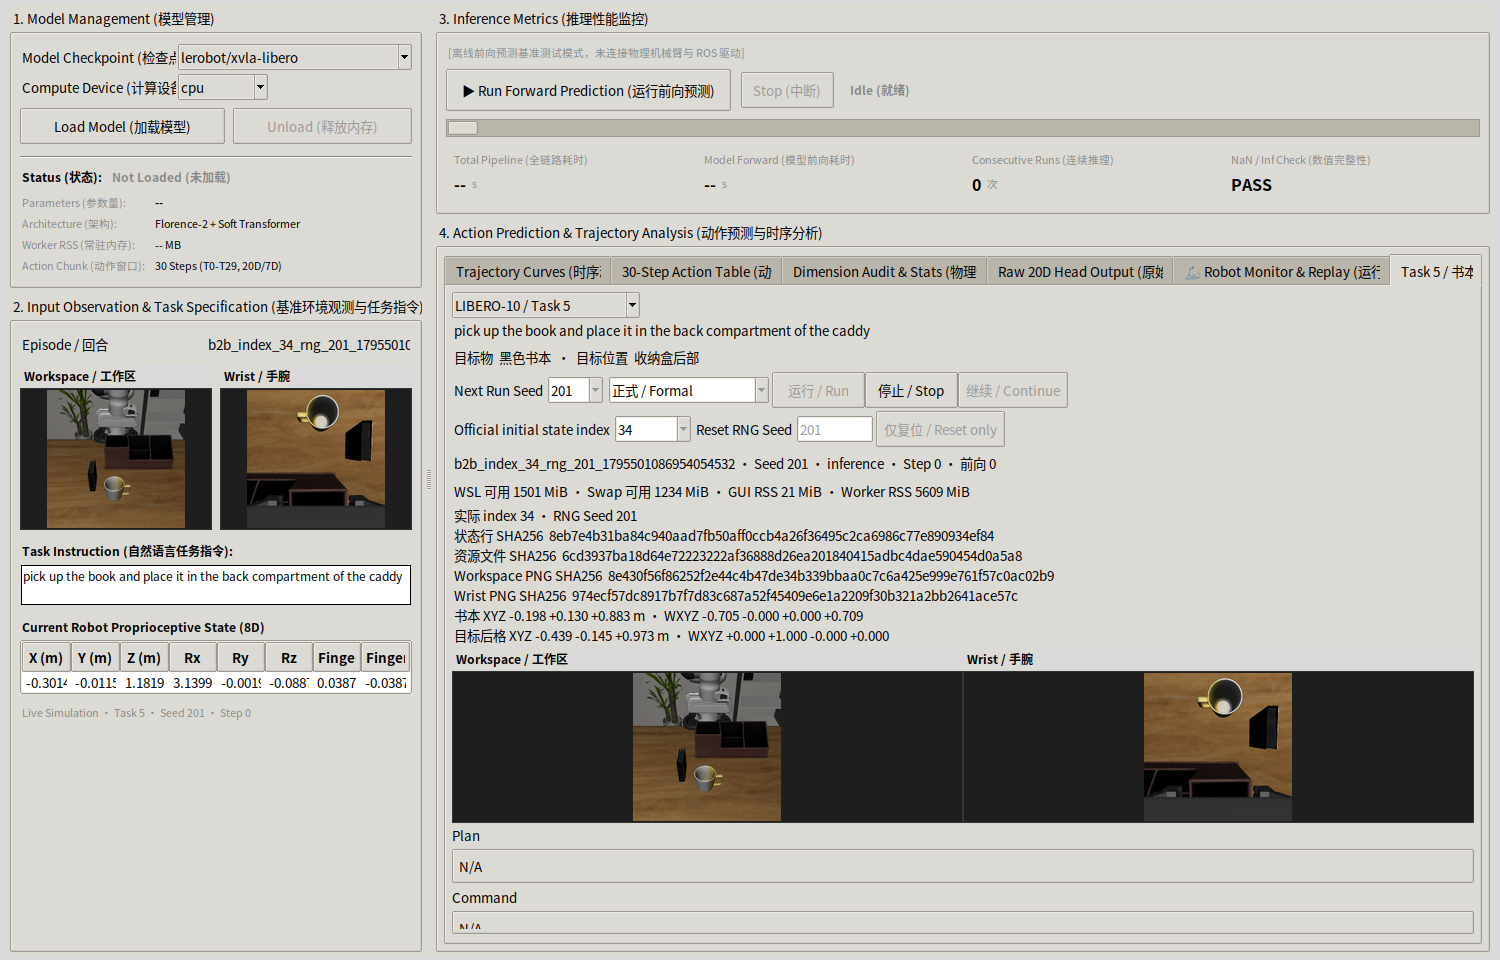 1. Model Management (模型管理)
Model Checkpoint (检查点
lerobot/xvla-libero
Compute Device (计算设备
cpu
Load Model (加载模型)
Unload (释放内存)
Status (状态):
Not Loaded (未加载)
Parameters (参数量):
--
Architecture (架构):
Florence-2 + Soft Transformer
Worker RSS (常驻内存):
-- MB
Action Chunk (动作窗口):
30 Steps (T0-T29, 20D/7D)
2. Input Observation & Task Specification (基准环境观测与任务指令)
Episode / 回合
b2b_index_34_rng_201_1795501
Workspace / 工作区
Wrist / 手腕
Task Instruction (自然语言任务指令):
pick up the book and place it in the back compartment of the caddy
Current Robot Proprioceptive State (8D)
X (m) Y (m) Z (m) Rx Ry Rz Finge Finge
-0.3014 -0.0115 1.1819 3.1399 -0.0019 -0.0887 0.0387 -0.0387
Live Simulation • Task 5 • Seed 201 • Step 0
3. Inference Metrics (推理性能监控)
[离线前向预测基准测试模式，未连接物理机械臂与 ROS 驱动]
▶ Run Forward Prediction (运行前向预测)
Stop (中断)
Idle (就绪)
Total Pipeline (全链路耗时)
Model Forward (模型前向耗时)
Consecutive Runs (连续推理)
NaN / Inf Check (数值完整性)
-- s
-- s
0 次
PASS
4. Action Prediction & Trajectory Analysis (动作预测与时序分析)
Trajectory Curves (时序
30-Step Action Table (动
Dimension Audit & Stats (物理
Raw 20D Head Output (原始
🦾 Robot Monitor & Replay (运行
Task 5 / 书本
LIBERO-10 / Task 5
pick up the book and place it in the back compartment of the caddy
目标物 黑色书本 • 目标位置 收纳盒后部
Next Run Seed
201
正式 / Formal
运行 / Run
停止 / Stop
继续 / Continue
Official initial state index
34
Reset RNG Seed
201
仅复位 / Reset only
b2b_index_34_rng_201_1795501086954054532 • Seed 201 • inference • Step 0 • 前向 0
WSL 可用 1501 MiB • Swap 可用 1234 MiB • GUI RSS 21 MiB • Worker RSS 5609 MiB
实际 index 34 • RNG Seed 201
状态行 SHA256 8eb7e4b31ba84c940aad7fb50aff0ccb4a26f36495c2ca6986c77e890934ef84
资源文件 SHA256 6cd3937ba18d64e72223222af36888d26ea201840415adbc4dae590454d0a5a8
Workspace PNG SHA256 8e430f56f86252f2e44c4b47de34b339bbaa0c7c6a425e999e761f57c0ac02b9
Wrist PNG SHA256 974ecf57dc8917b7f7d83c687a52f45409e6e1a2209f30b321a2bb2641ace57c
书本 XYZ -0.198 +0.130 +0.883 m • WXYZ -0.705 -0.000 +0.000 +0.709
目标后格 XYZ -0.439 -0.145 +0.973 m • WXYZ +0.000 +1.000 -0.000 +0.000
Workspace / 工作区
Wrist / 手腕
Plan
N/A
Command
N/A